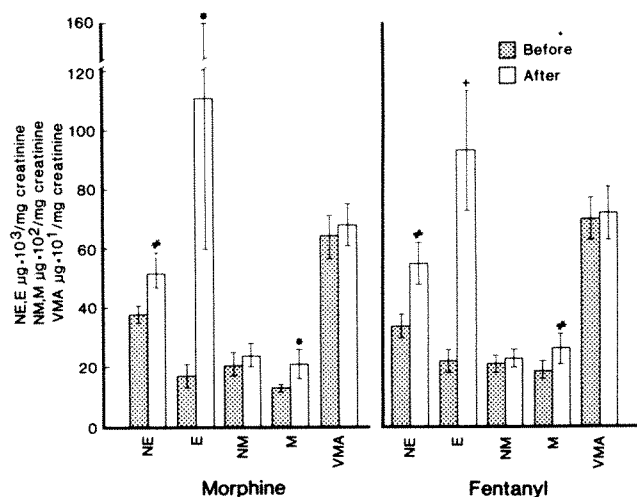 NE,E µg•10³/mg creatinine
NM,M µg•10²/mg creatinine
VMA µg•10¹/mg creatinine
160
120
100
80
60
40
20
0
Before
After
NE
E
NM
M
VMA
NE
E
NM
M
VMA
Morphine
Fentanyl